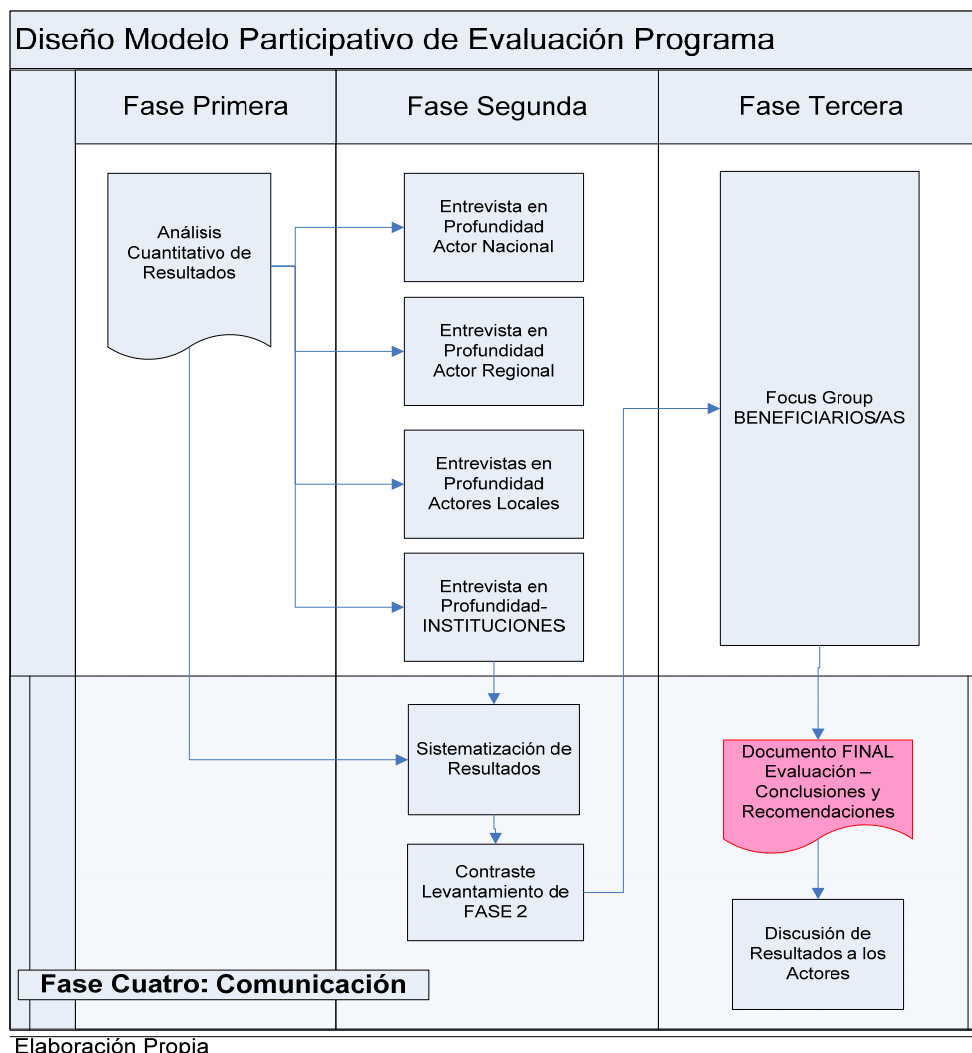 Diseño Modelo Participativo de Evaluación Programa
Fase Primera
Fase Segunda
Fase Tercera
Análisis
Cuantitativo de
Resultados
Entrevista en
Profundidad
Actor Nacional
Entrevista en
Profundidad
Actor Regional
Entrevistas en
Profundidad
Actores Locales
Entrevista en
Profundidad-
INSTITUCIONES
Focus Group
BENEFICIARIOS/AS
Sistematización de
Resultados
Contraste
Levantamiento de
FASE 2
Documento FINAL
Evaluación –
Conclusiones y
Recomendaciones
Discusión de
Resultados a los
Actores
Fase Cuatro: Comunicación
Elaboración Propia